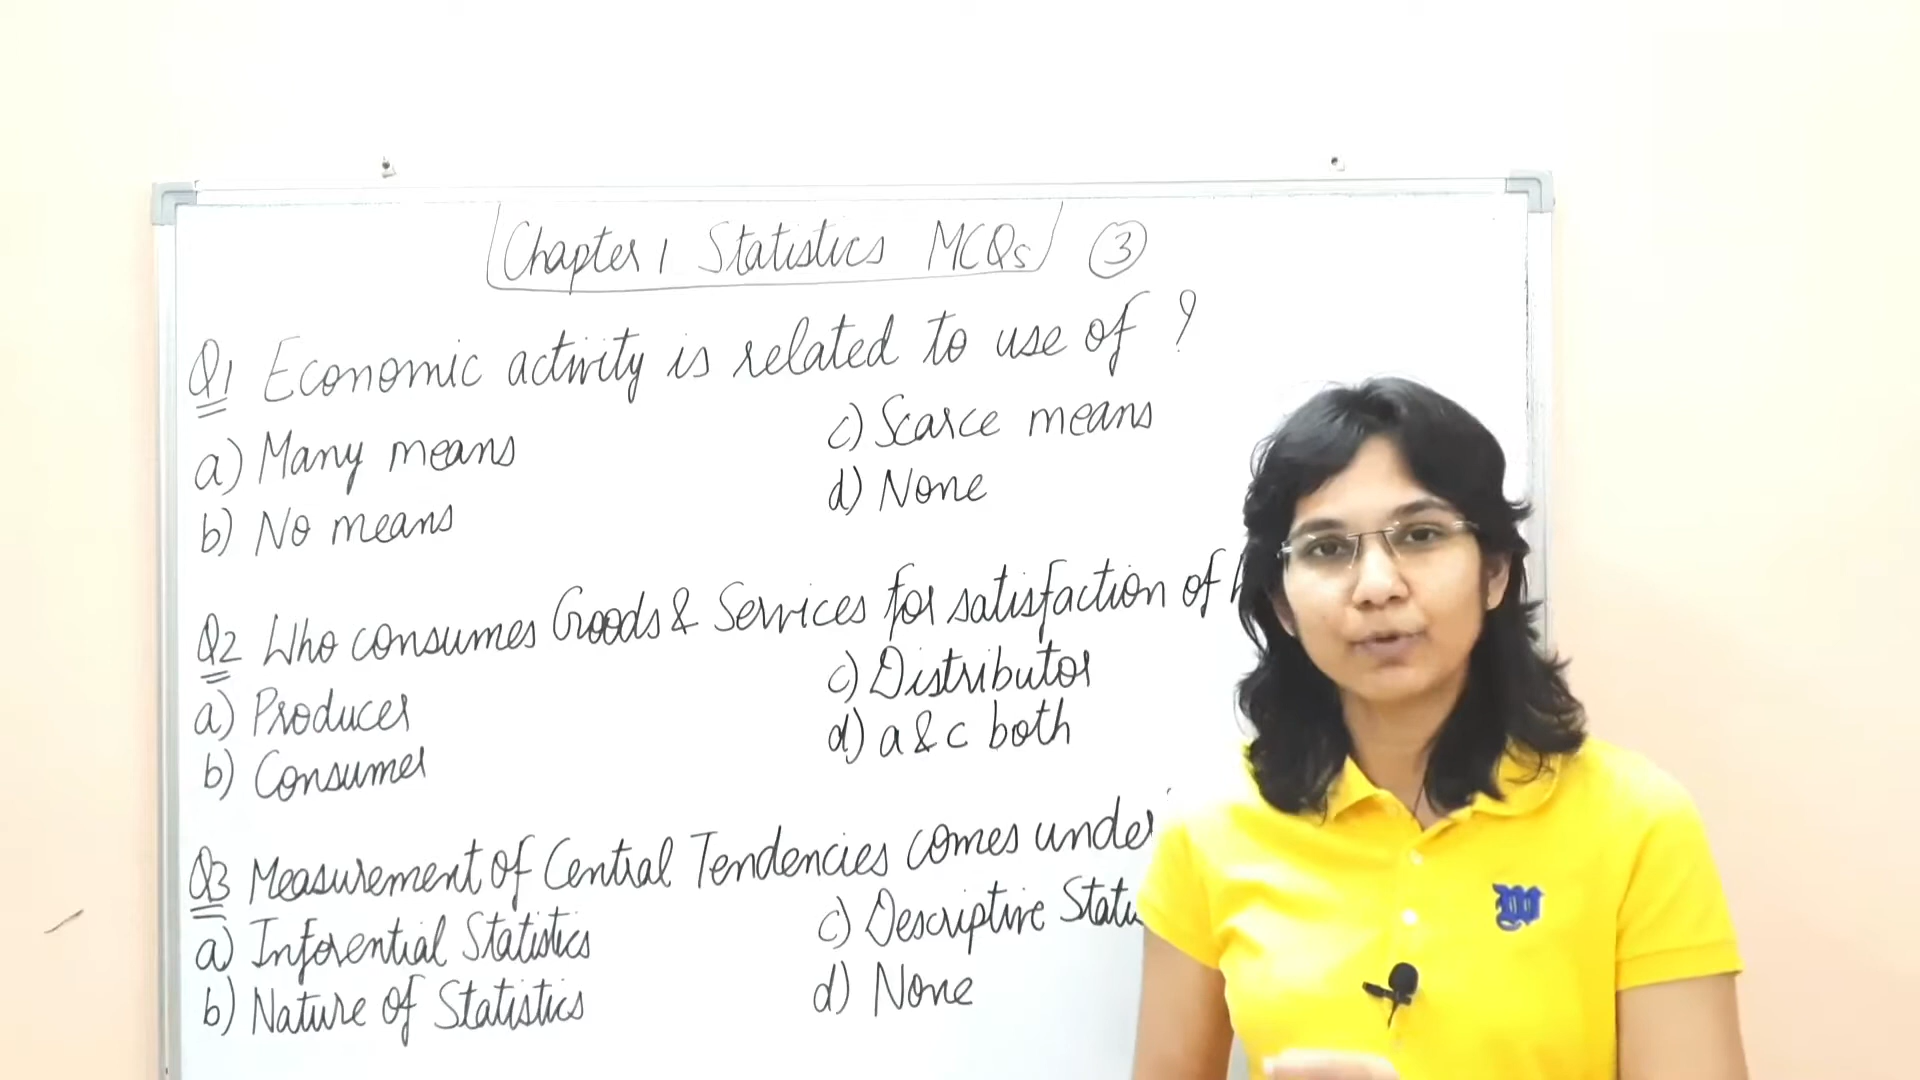 Chapter 1 Statistics MCQs 3
Q1 Economic activity is related to use of ?
a) Many means
c) Scarce means
b) No means
d) None
Q2 Who consumes Goods & Services for satisfaction of
a) Producer
c) Distributor
b) Consumer
d) a & c both
Q3 Measurement of Central Tendencies comes under
a) Inferential Statistics
c) Descriptive
b) Nature of Statistics
d) None
W